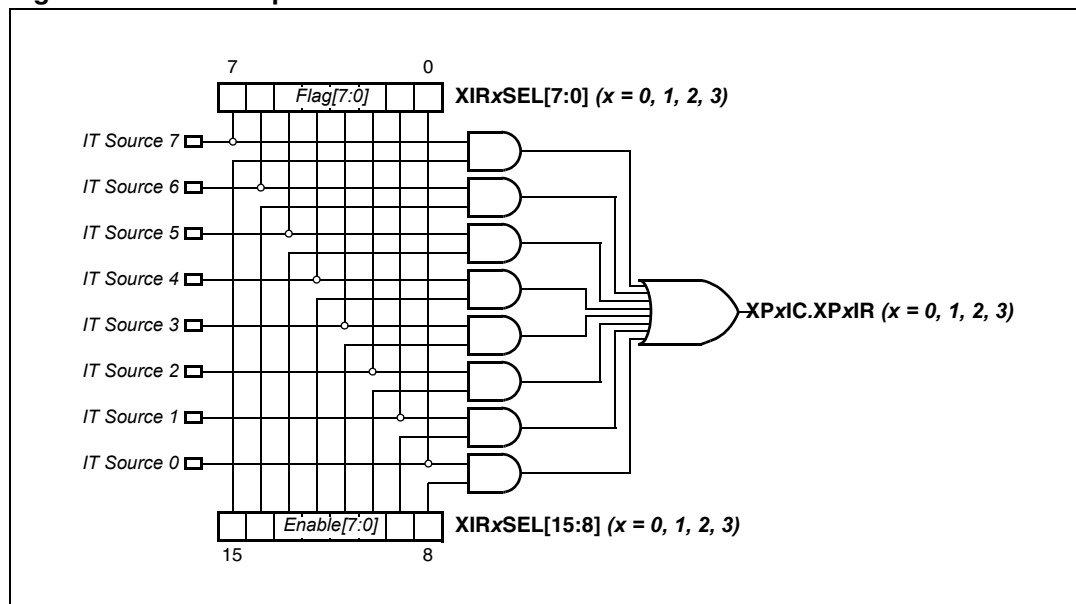 7 0
Flag[7:0] XIRxSEL[7:0] (x = 0, 1, 2, 3)
IT Source 7
IT Source 6
IT Source 5
IT Source 4
IT Source 3
IT Source 2
IT Source 1
IT Source 0
XPxIC.XPxIR (x = 0, 1, 2, 3)
Enable[7:0] XIRxSEL[15:8] (x = 0, 1, 2, 3)
15 8